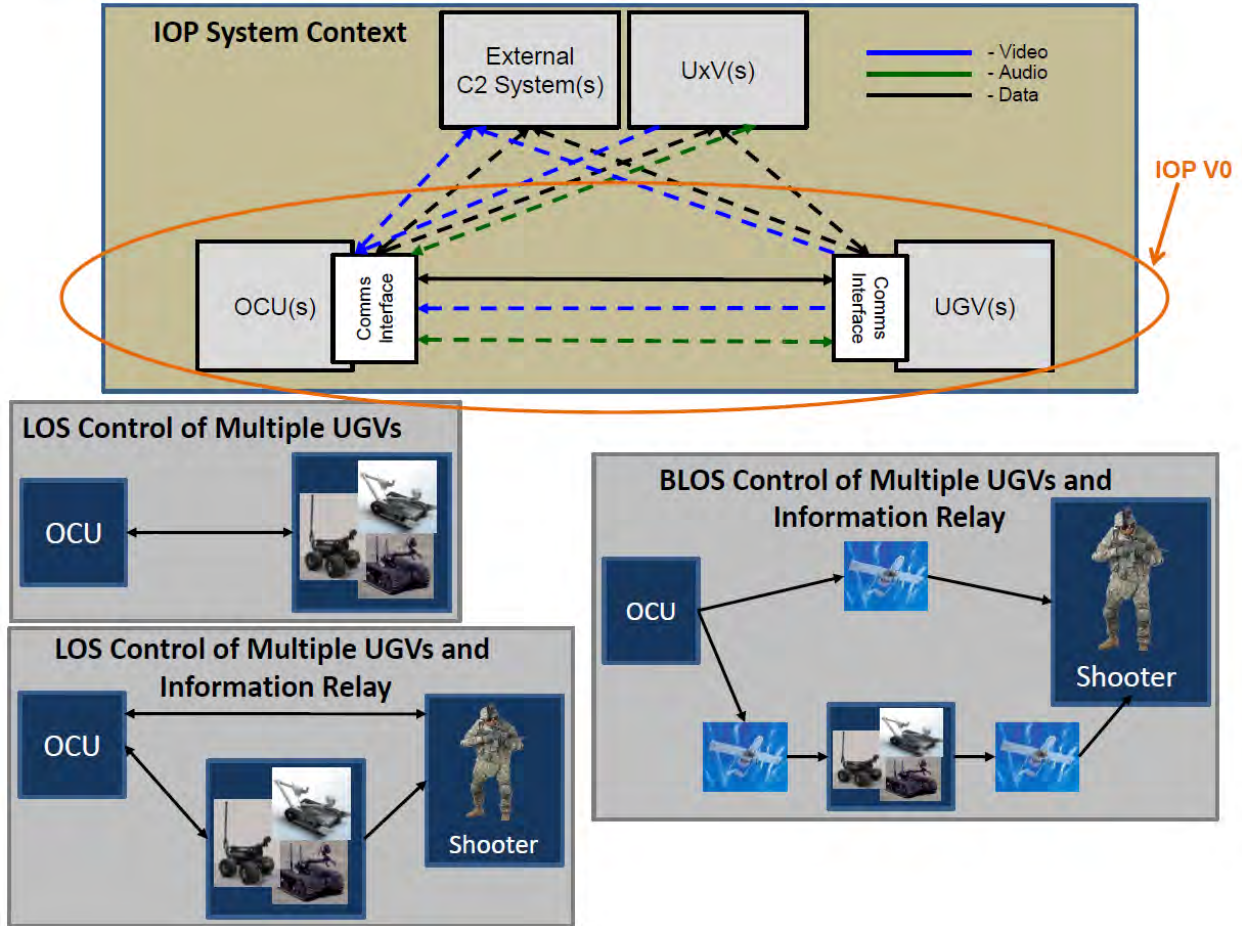 IOP System Context
External
C2 System(s)
UxV(s)
- Video
- Audio
- Data
IOP V0
OCU(s)
Comms
Interface
Comms
Interface
UGV(s)
LOS Control of Multiple UGVs
OCU
LOS Control of Multiple UGVs and
Information Relay
OCU
Shooter
BLOS Control of Multiple UGVs and
Information Relay
OCU
Shooter